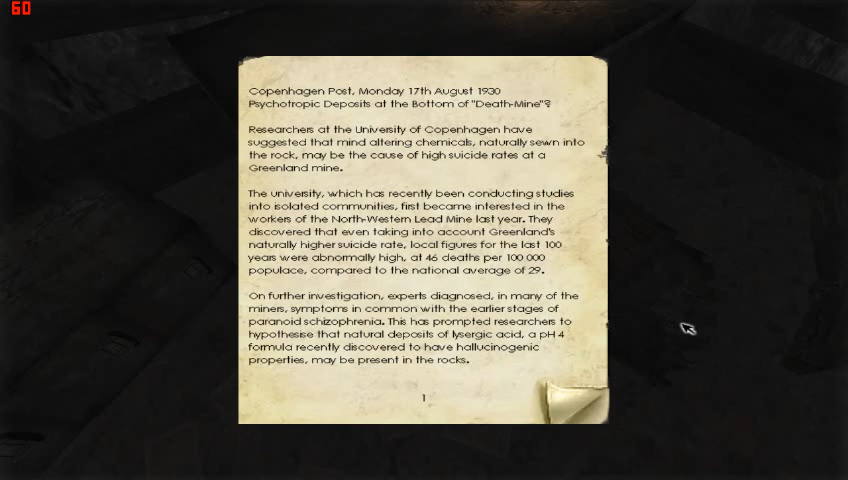 60
Copenhagen Post, Monday 17th August 1930
Psychotropic Deposits at the Bottom of "Death-Mine"?
Researchers at the University of Copenhagen have
suggested that mind altering chemicals, naturally sewn into
the rock, may be the cause of high suicide rates at a
Greenland mine.
The university, which has recently been conducting studies
into isolated communities, first became interested in the
workers of the North-Western Lead Mine last year. They
discovered that even taking into account Greenland's
naturally higher suicide rate, local figures for the last 100
years were abnormally high, at 46 deaths per 100 000
populace, compared to the national average of 29.
On further investigation, experts diagnosed, in many of the
miners, symptoms in common with the earlier stages of
paranoid schizophrenia. This has prompted researchers to
hypothesise that natural deposits of lysergic acid, a pH 4
formula recently discovered to have hallucinogenic
properties, may be present in the rocks.
1